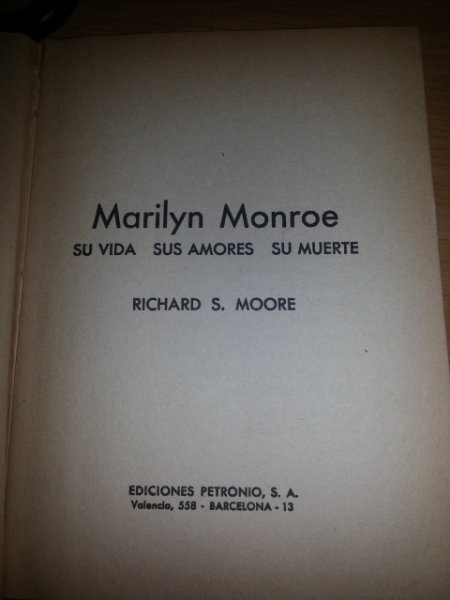 Marilyn Monroe
SU VIDA SUS AMORES SU MUERTE
RICHARD S. MOORE
EDICIONES PETRONIO, S. A.
Valencia, 558 - BARCELONA - 13